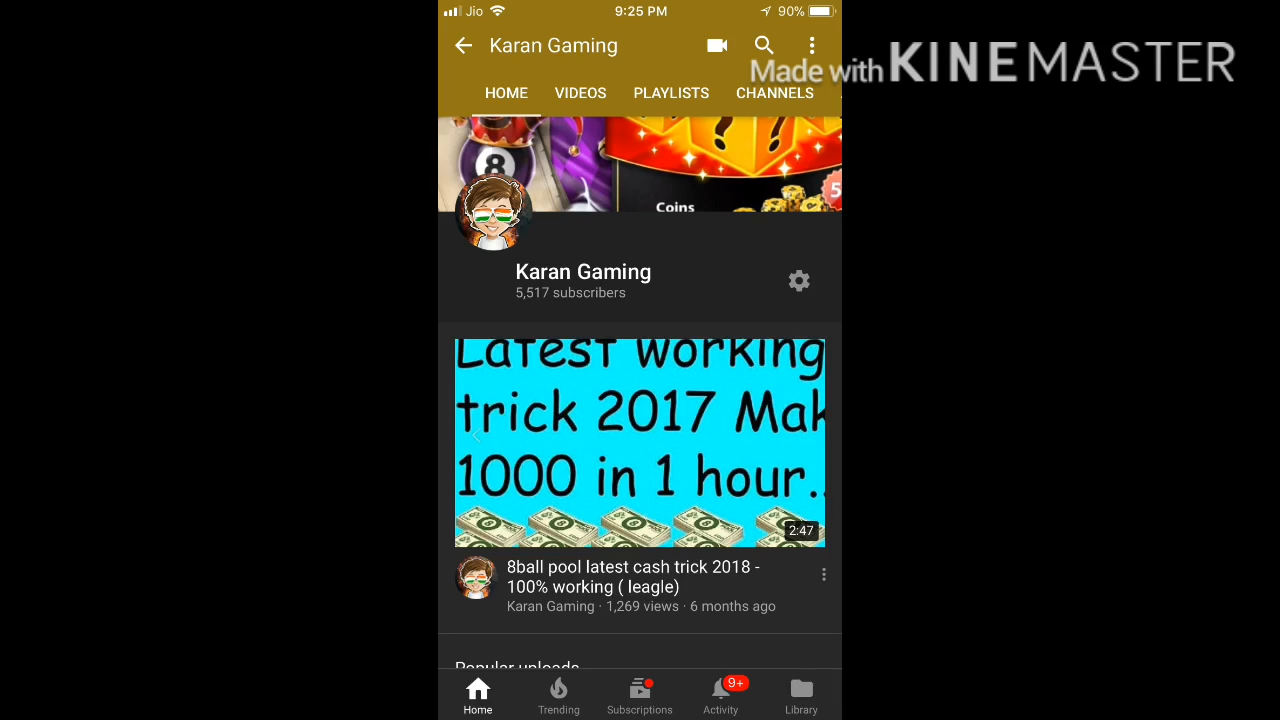 Jio 9:25 PM 90%
Karan Gaming
Made with KINEMASTER
HOME VIDEOS PLAYLISTS CHANNELS
8
? ?
5
Coins
Karan Gaming
5,517 subscribers
Latest working
trick 2017 Mak
1000 in 1 hour..
2:47
8ball pool latest cash trick 2018 -
100% working ( leagle)
Karan Gaming · 1,269 views · 6 months ago
Popular uploads
9+
Home Trending Subscriptions Activity Library